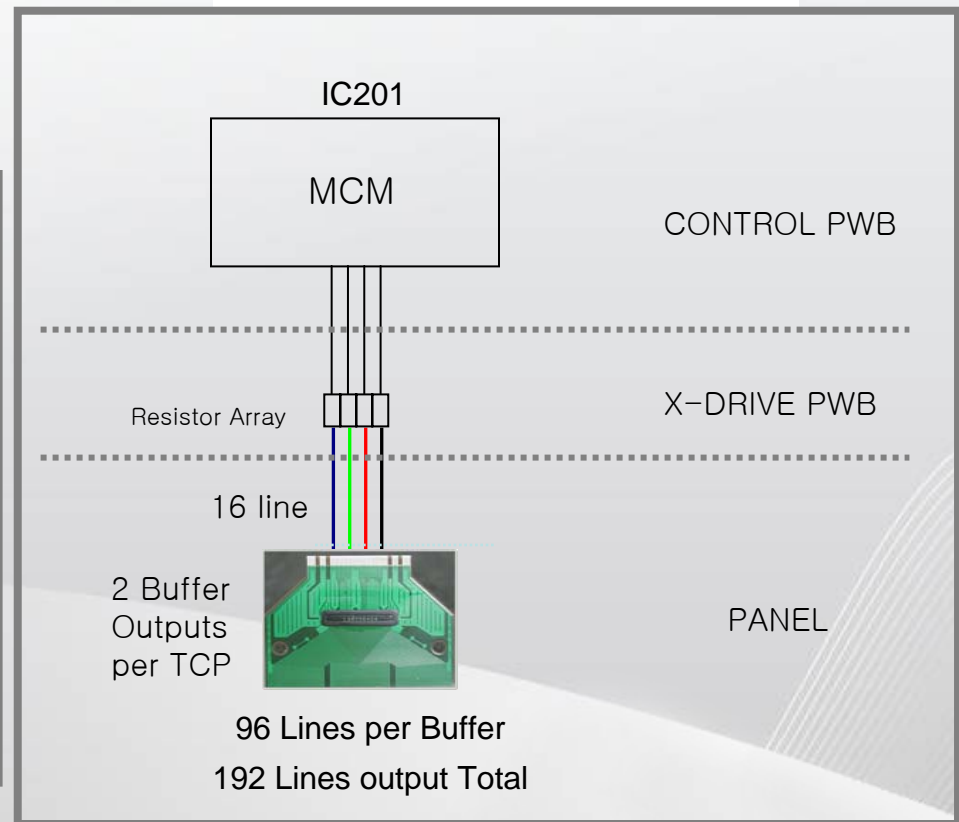 IC201
MCM
CONTROL PWB
Resistor Array
X-DRIVE PWB
16 line
2 Buffer
Outputs
per TCP
PANEL
96 Lines per Buffer
192 Lines output Total